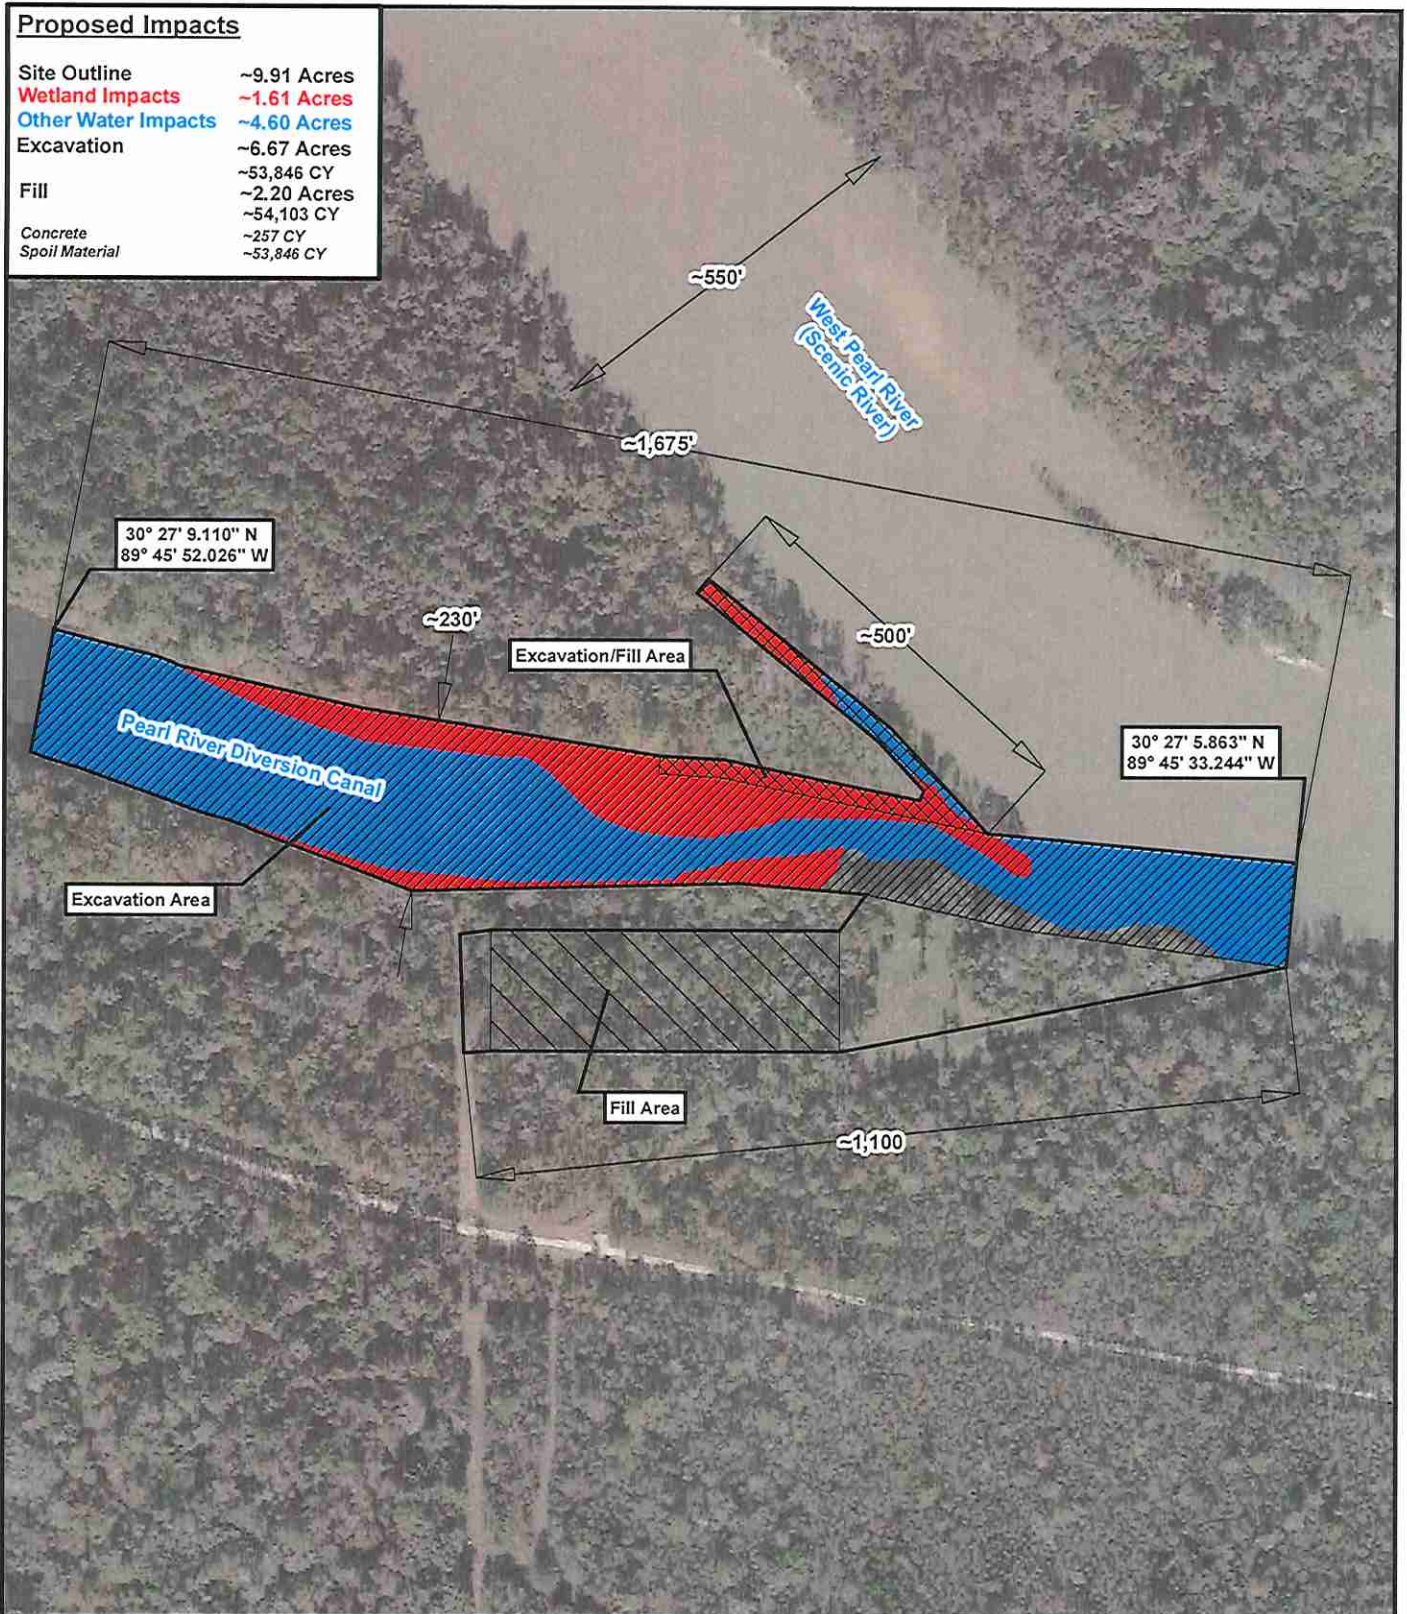 Proposed Impacts
Site Outline ~9.91 Acres
Wetland Impacts ~1.61 Acres
Other Water Impacts ~4.60 Acres
Excavation ~6.67 Acres
~53,846 CY
Fill ~2.20 Acres
~54,103 CY
Concrete ~257 CY
Spoil Material ~53,846 CY
~550'
West Pearl River
(Scenic River)
~1,675'
30° 27' 9.110" N
89° 45' 52.026" W
~230'
~500'
Excavation/Fill Area
Pearl River Diversion Canal
30° 27' 5.863" N
89° 45' 33.244" W
Excavation Area
Fill Area
~1,100